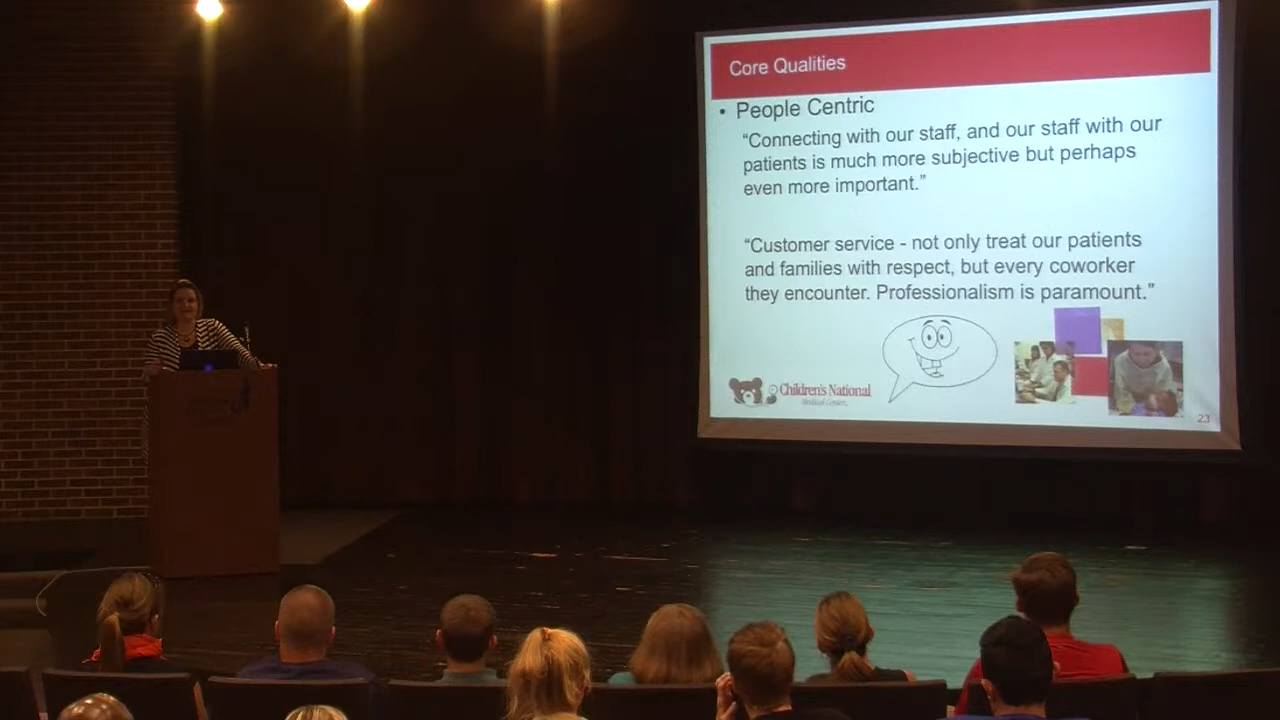 Core Qualities
• People Centric
“Connecting with our staff, and our staff with our
patients is much more subjective but perhaps
even more important.”
“Customer service - not only treat our patients
and families with respect, but every coworker
they encounter. Professionalism is paramount.”
Children's National
Medical Center
23